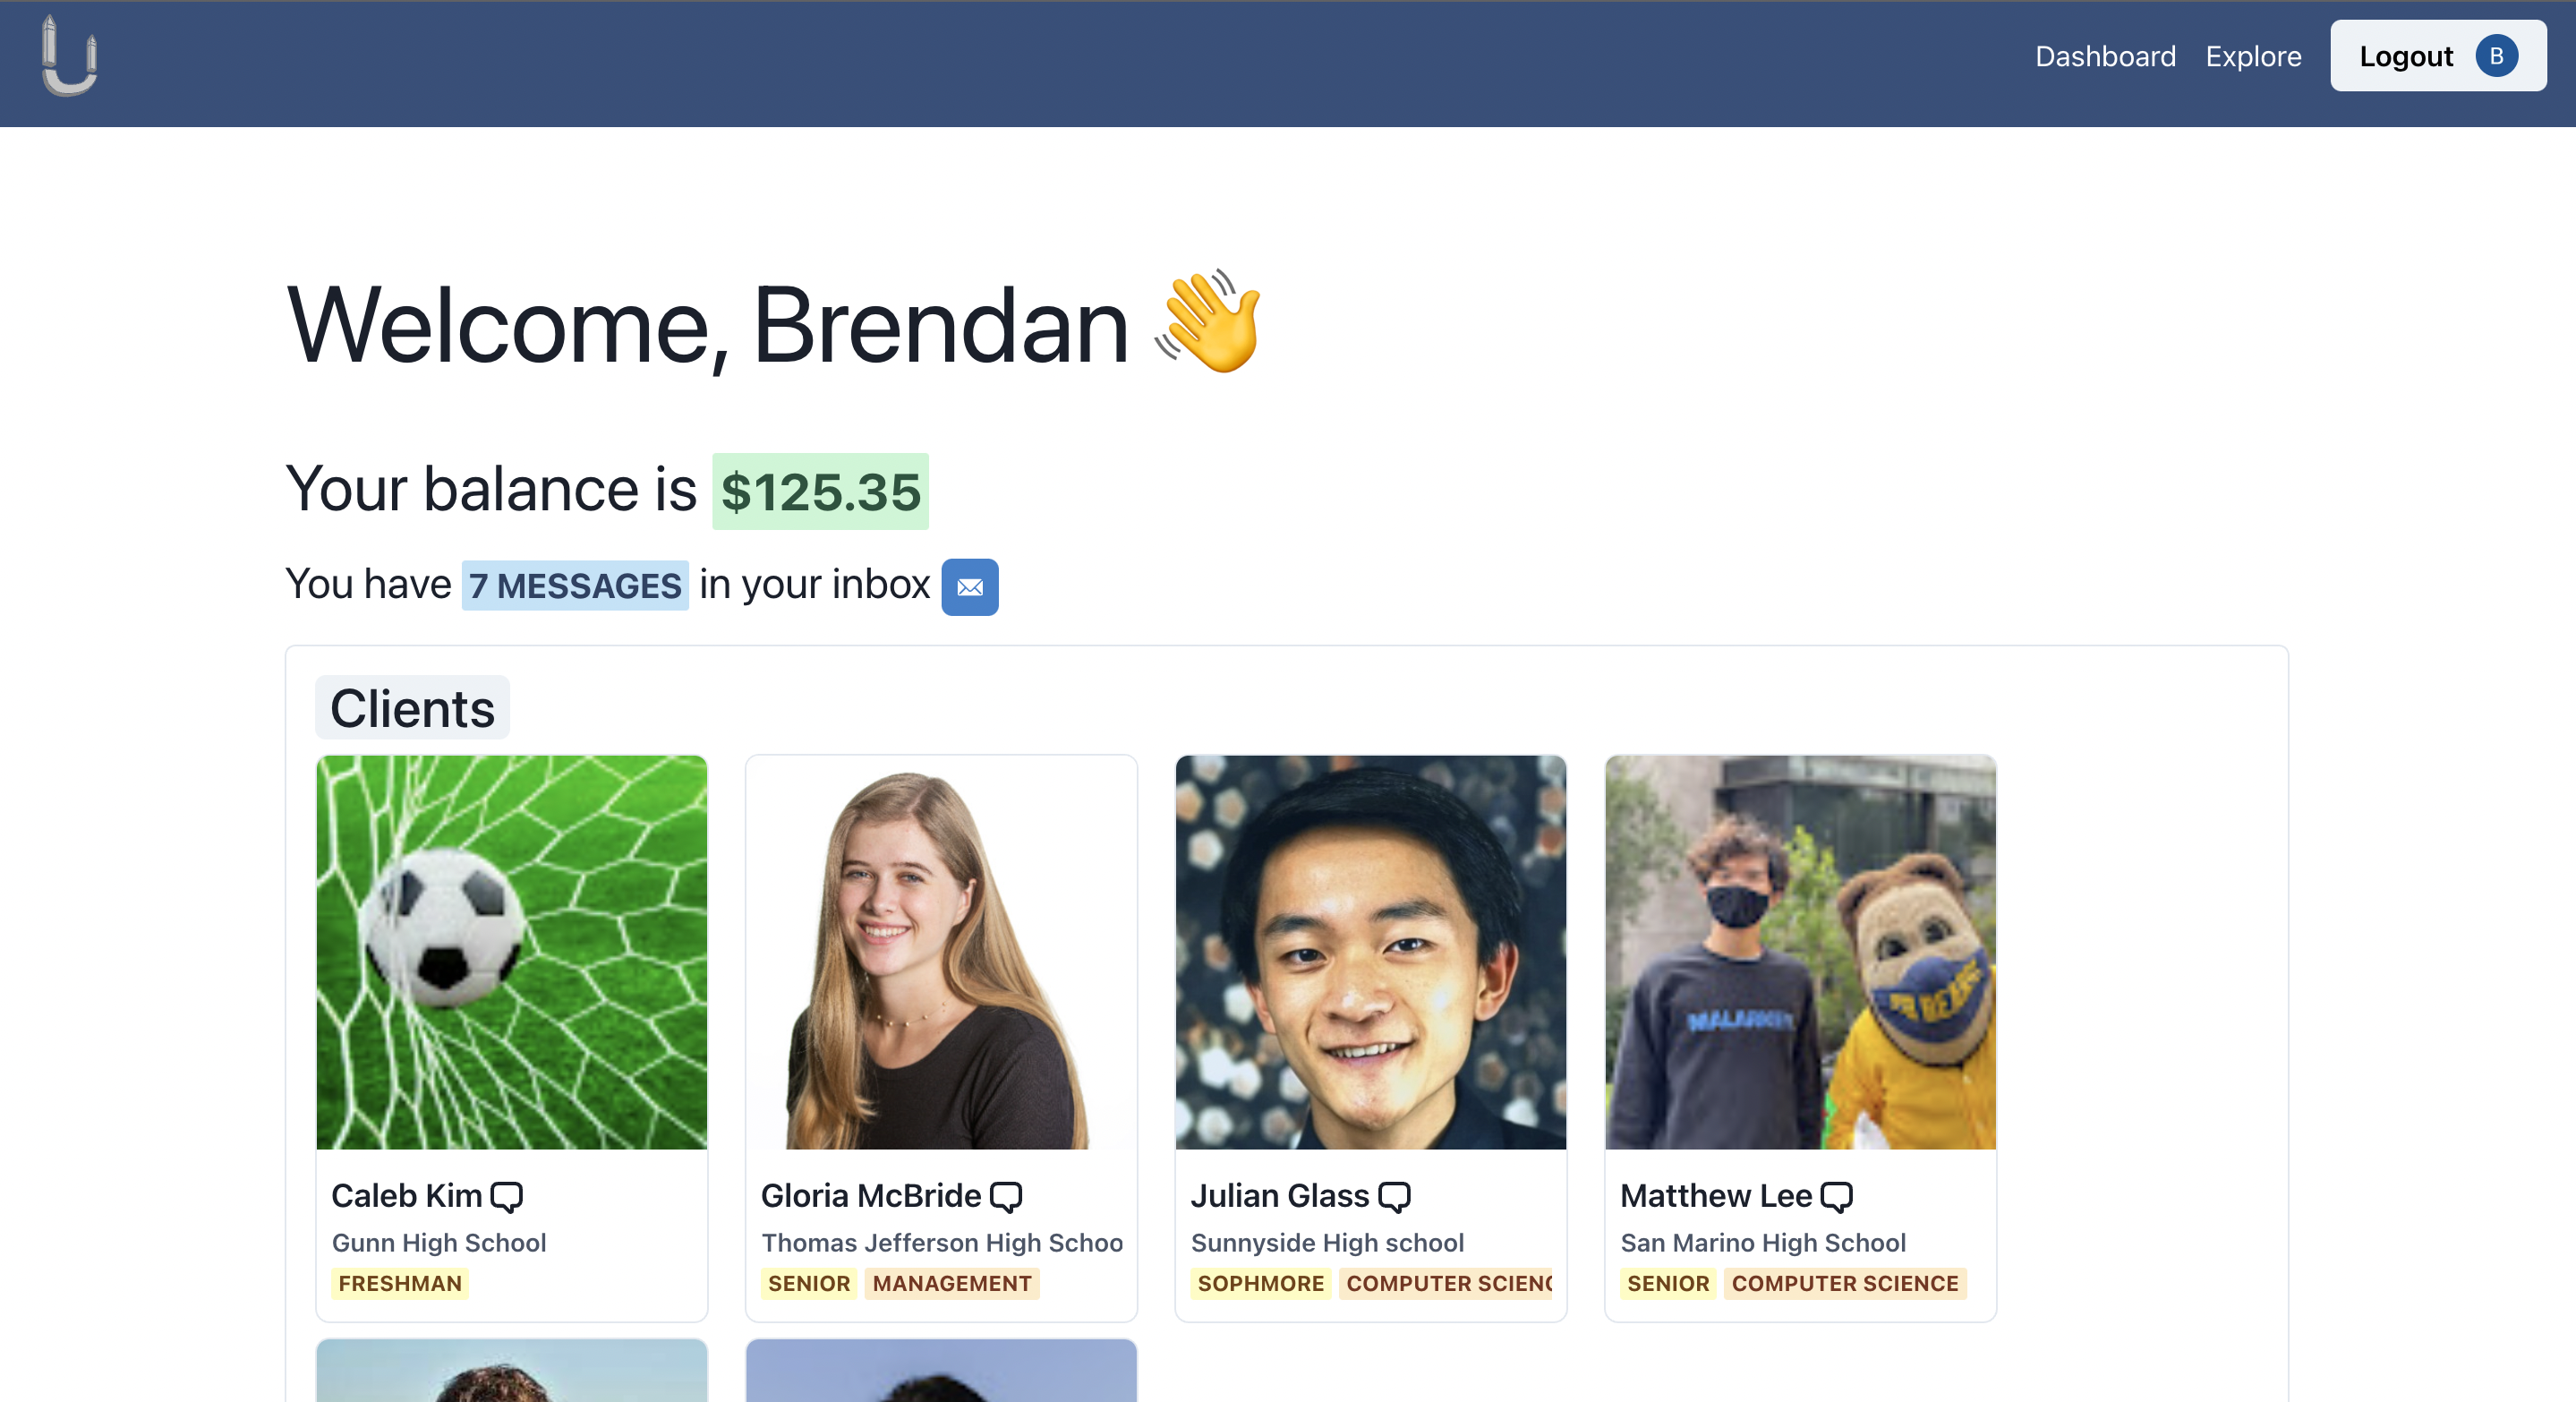 Dashboard Explore Logout B
Welcome, Brendan 👋
Your balance is $125.35
You have 7 MESSAGES in your inbox
Clients
Caleb Kim
Gunn High School
FRESHMAN
Gloria McBride
Thomas Jefferson High Schoo
SENIOR MANAGEMENT
Julian Glass
Sunnyside High school
SOPHMORE COMPUTER SCIENC
MALARKEY
Matthew Lee
San Marino High School
SENIOR COMPUTER SCIENCE